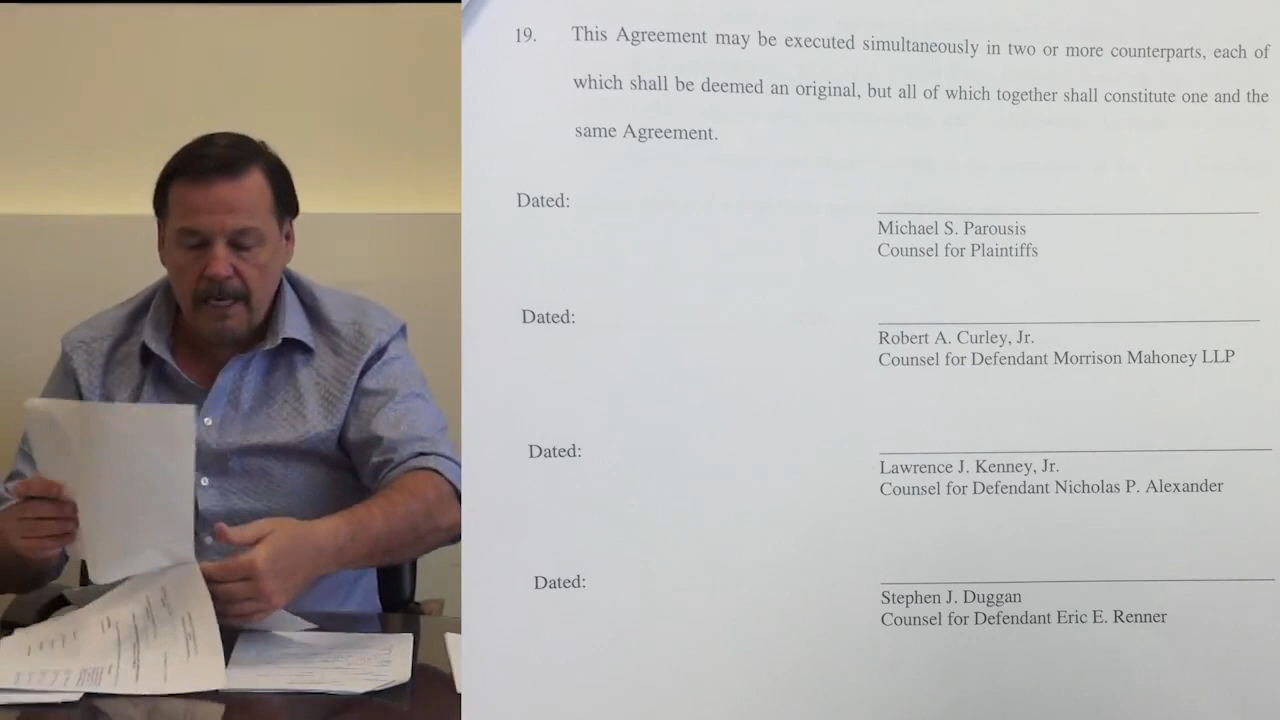 19. This Agreement may be executed simultaneously in two or more counterparts, each of
which shall be deemed an original, but all of which together shall constitute one and the
same Agreement.
Dated:
Michael S. Parousis
Counsel for Plaintiffs
Dated:
Robert A. Curley, Jr.
Counsel for Defendant Morrison Mahoney LLP
Dated:
Lawrence J. Kenney, Jr.
Counsel for Defendant Nicholas P. Alexander
Dated:
Stephen J. Duggan
Counsel for Defendant Eric E. Renner